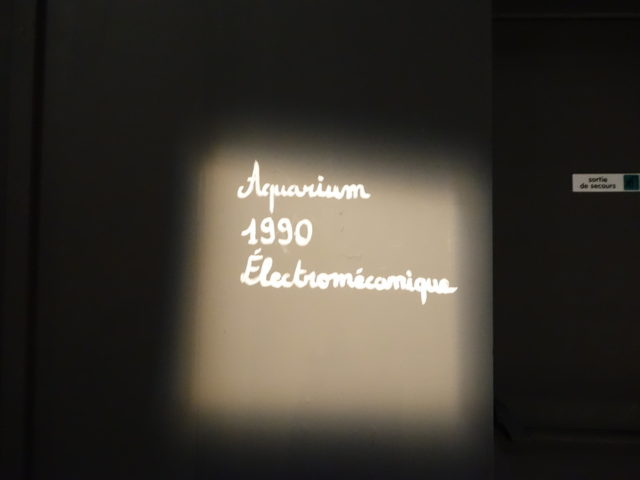 Aquarium
1990
Électromécanique
sortie
de secours